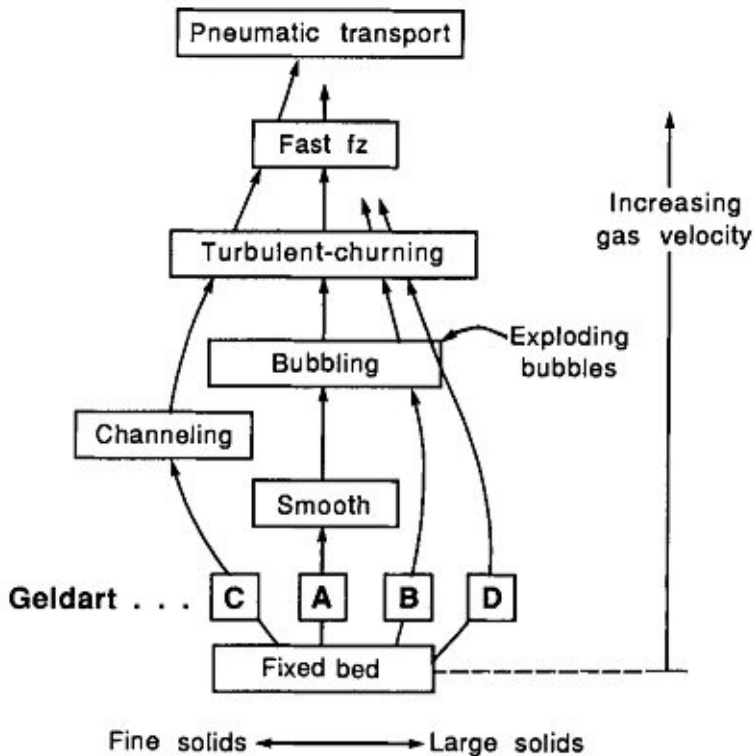 Pneumatic transport
Fast fz
Increasing
gas velocity
Turbulent-churning
Exploding
bubbles
Bubbling
Channeling
Smooth
Geldart . . . C A B D
Fixed bed
Fine solids Large solids